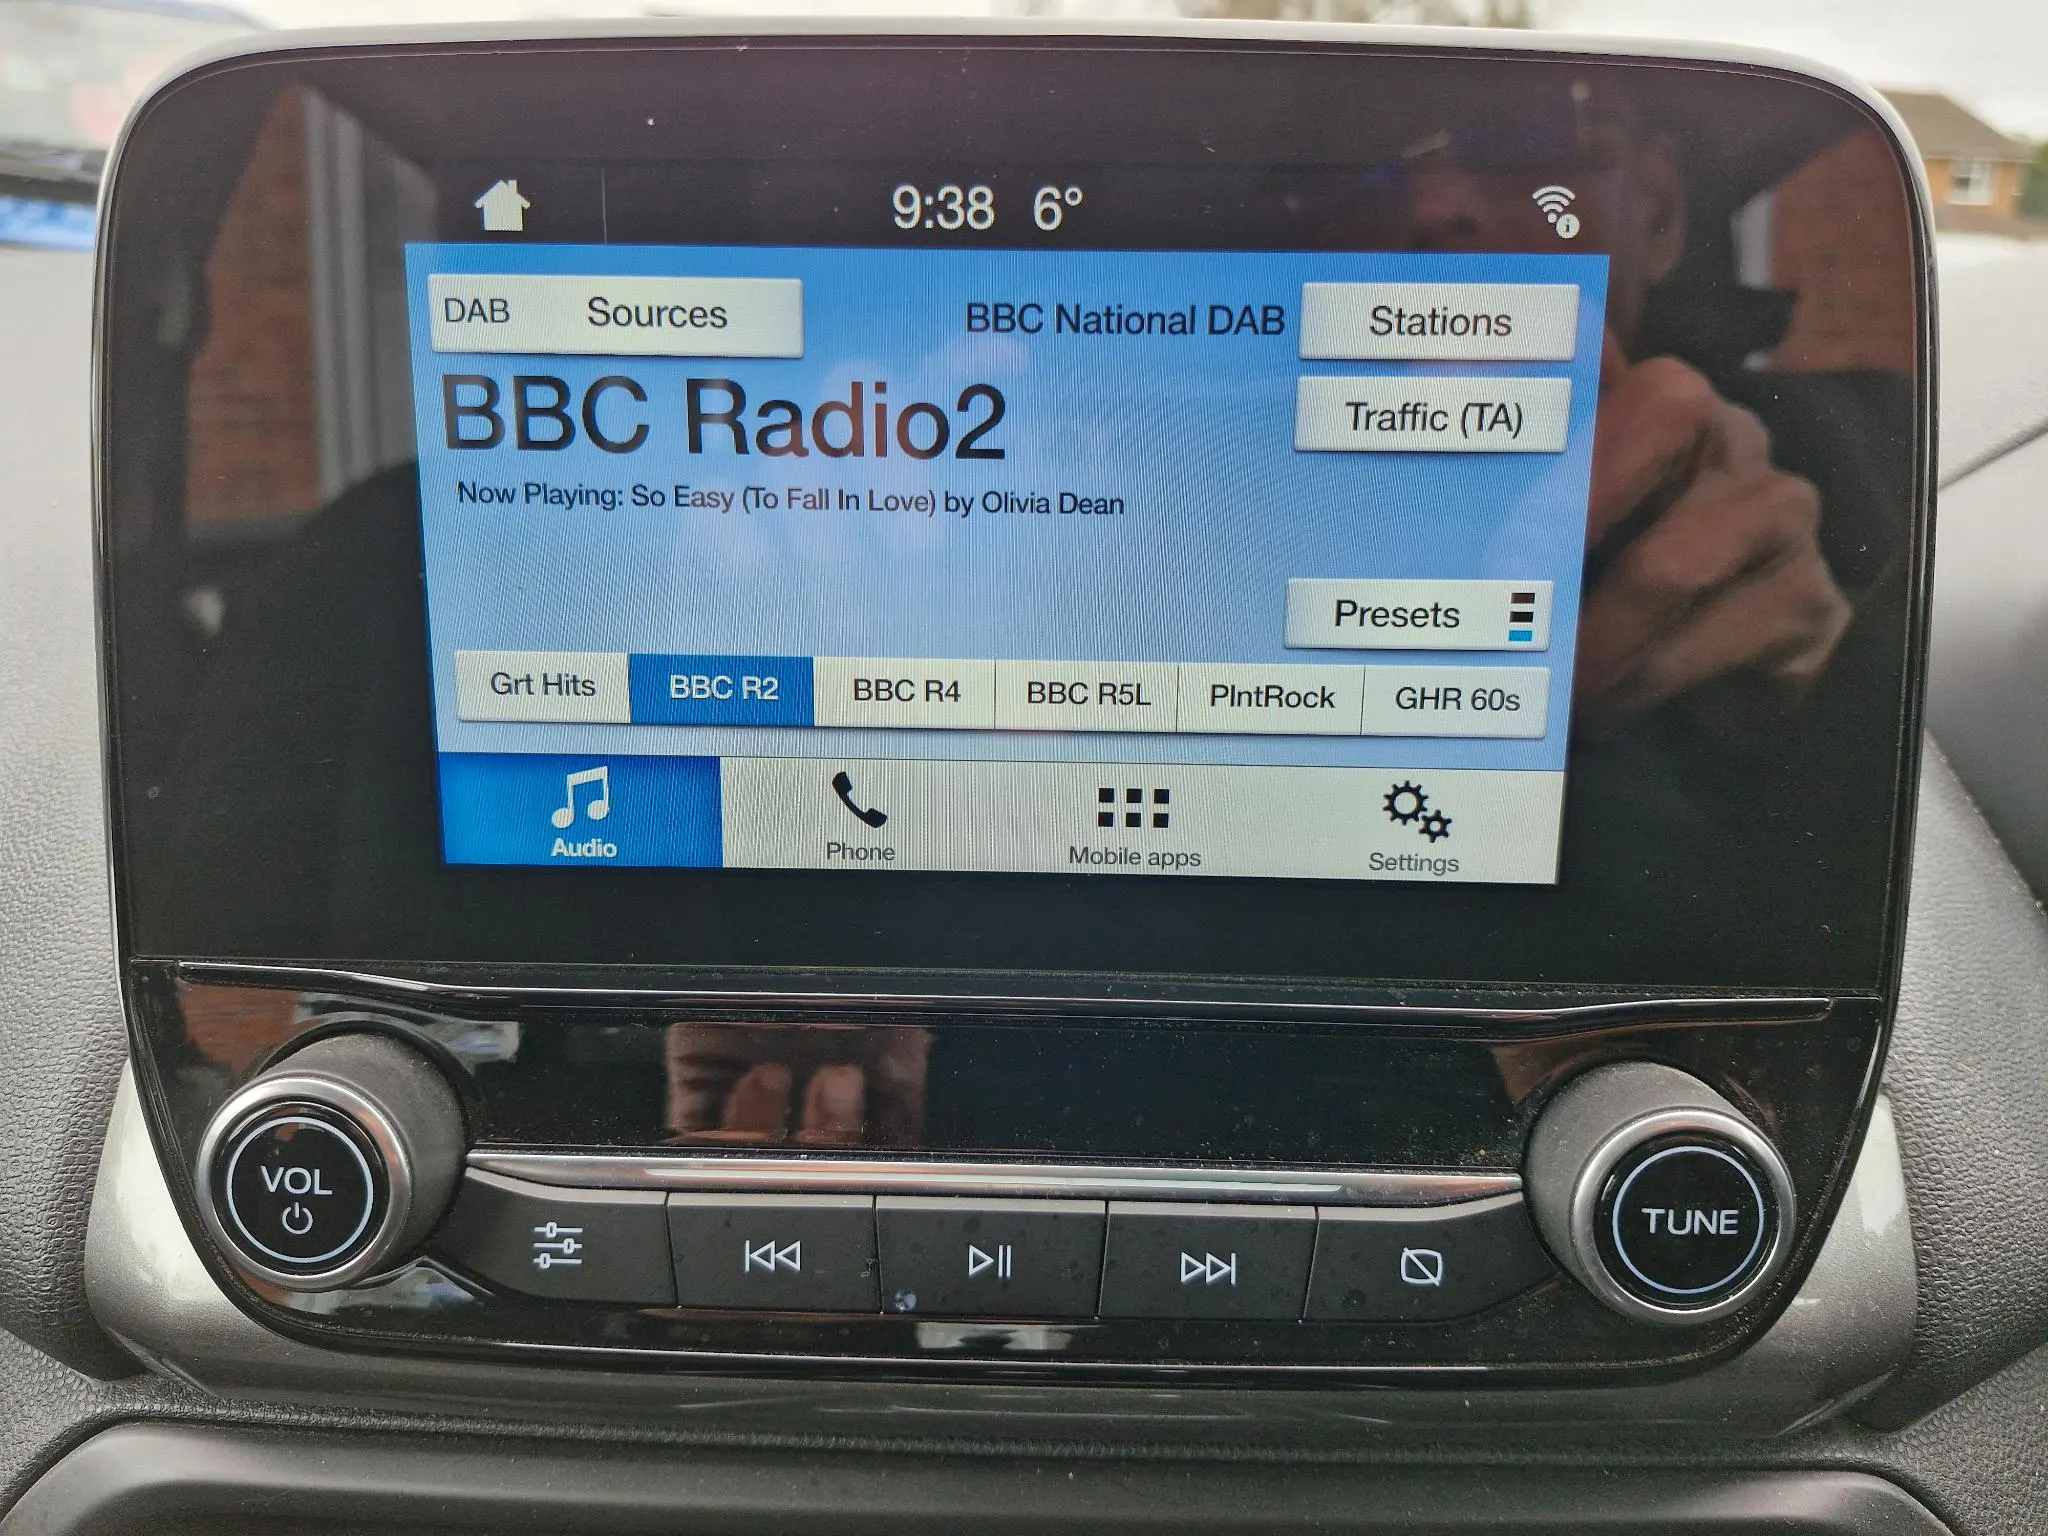 9:38 6°
DAB Sources
BBC National DAB
Stations
BBC Radio2
Traffic (TA)
Now Playing: So Easy (To Fall In Love) by Olivia Dean
Presets
Grt Hits
BBC R2
BBC R4
BBC R5L
PlntRock
GHR 60s
Audio
Phone
Mobile apps
Settings
VOL
TUNE